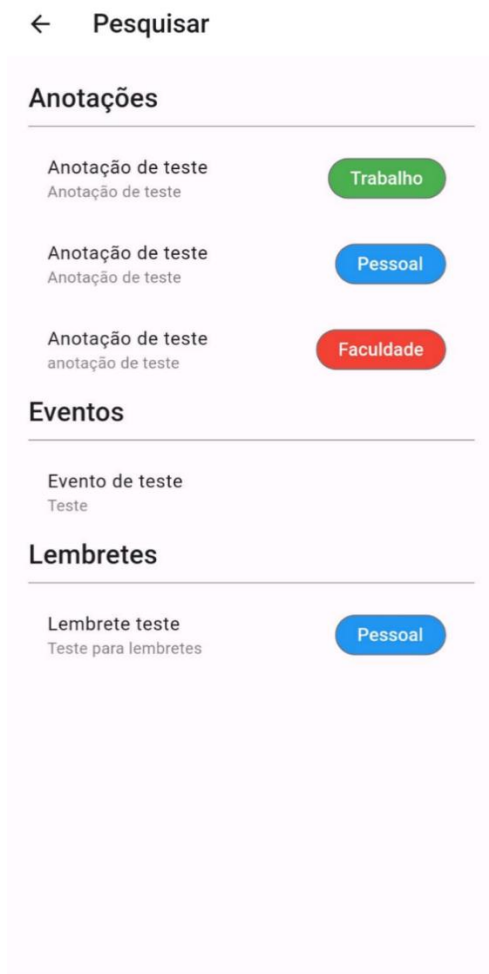 Pesquisar
Anotações
Anotação de teste
Anotação de teste
Trabalho
Anotação de teste
Anotação de teste
Pessoal
Anotação de teste
anotação de teste
Faculdade
Eventos
Evento de teste
Teste
Lembretes
Lembrete teste
Teste para lembretes
Pessoal